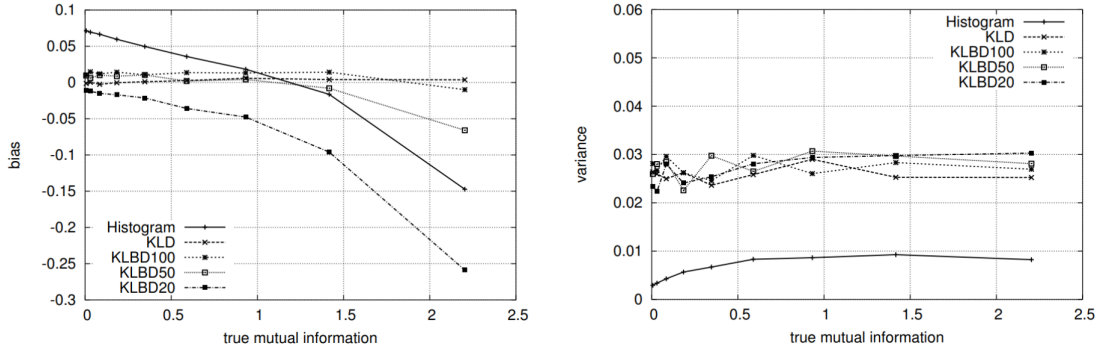 0.1
0.05
0
-0.05
-0.1
-0.15
-0.2
-0.25
-0.3
bias
Histogram
KLD
KLBD100
KLBD50
KLBD20
0 0.5 1 1.5 2 2.5
true mutual information
0.06
0.05
0.04
0.03
0.02
0.01
0
variance
Histogram
KLD
KLBD100
KLBD50
KLBD20
0 0.5 1 1.5 2 2.5
true mutual information